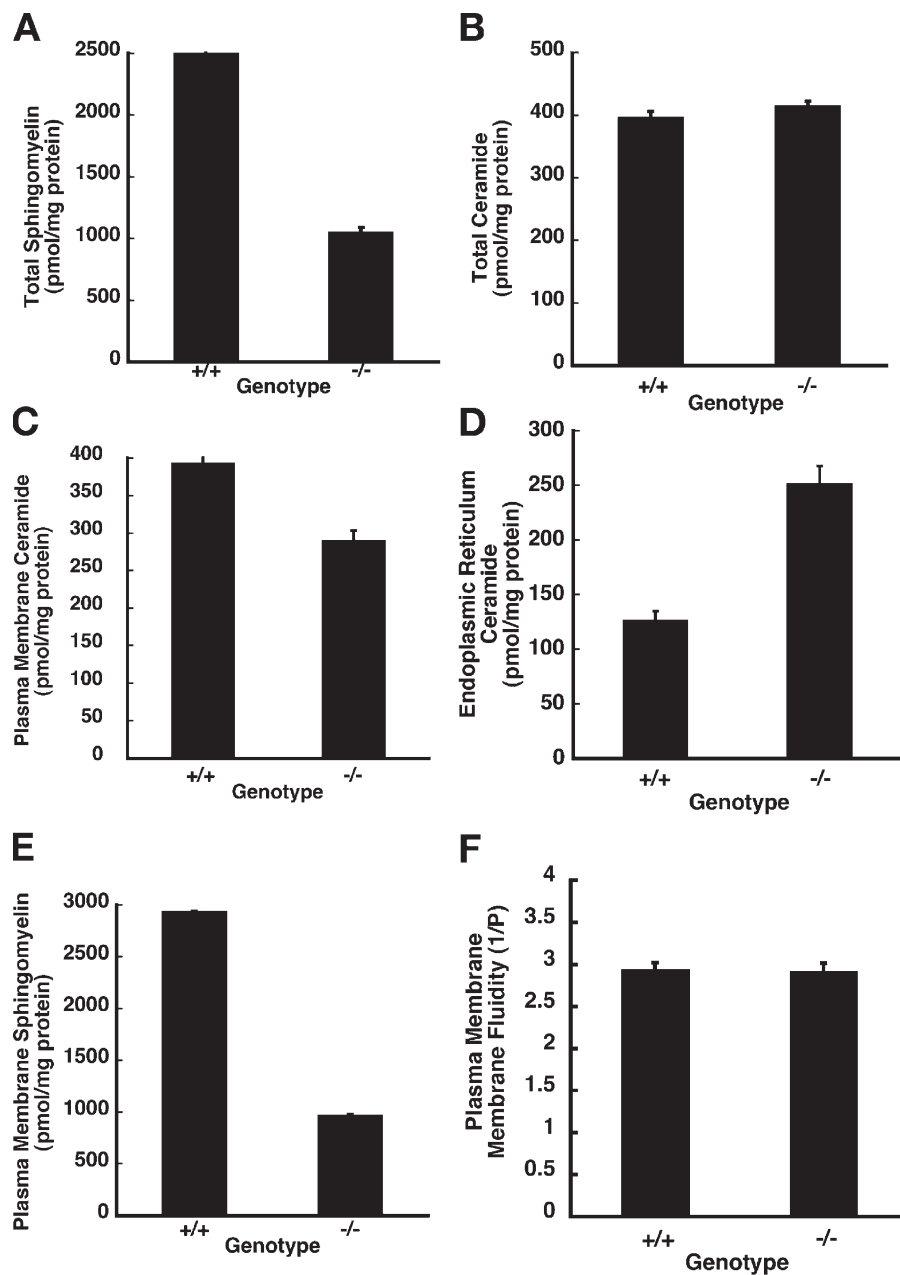 A
2500
2000
1500
1000
500
0
Total Sphingomyelin
(pmol/mg protein)
+/+
-/-
Genotype
B
500
400
300
200
100
0
Total Ceramide
(pmol/mg protein)
+/+
-/-
Genotype
C
400
350
300
250
200
150
100
50
0
Plasma Membrane Ceramide
(pmol/mg protein)
+/+
-/-
Genotype
D
300
250
200
150
100
50
0
Endoplasmic Reticulum
Ceramide
(pmol/mg protein)
+/+
-/-
Genotype
E
3000
2500
2000
1500
1000
500
0
Plasma Membrane Sphingomyelin
(pmol/mg protein)
+/+
-/-
Genotype
F
4
3.5
3
2.5
2
1.5
1
0.5
0
Plasma Membrane
Membrane Fluidity (1/P)
+/+
-/-
Genotype